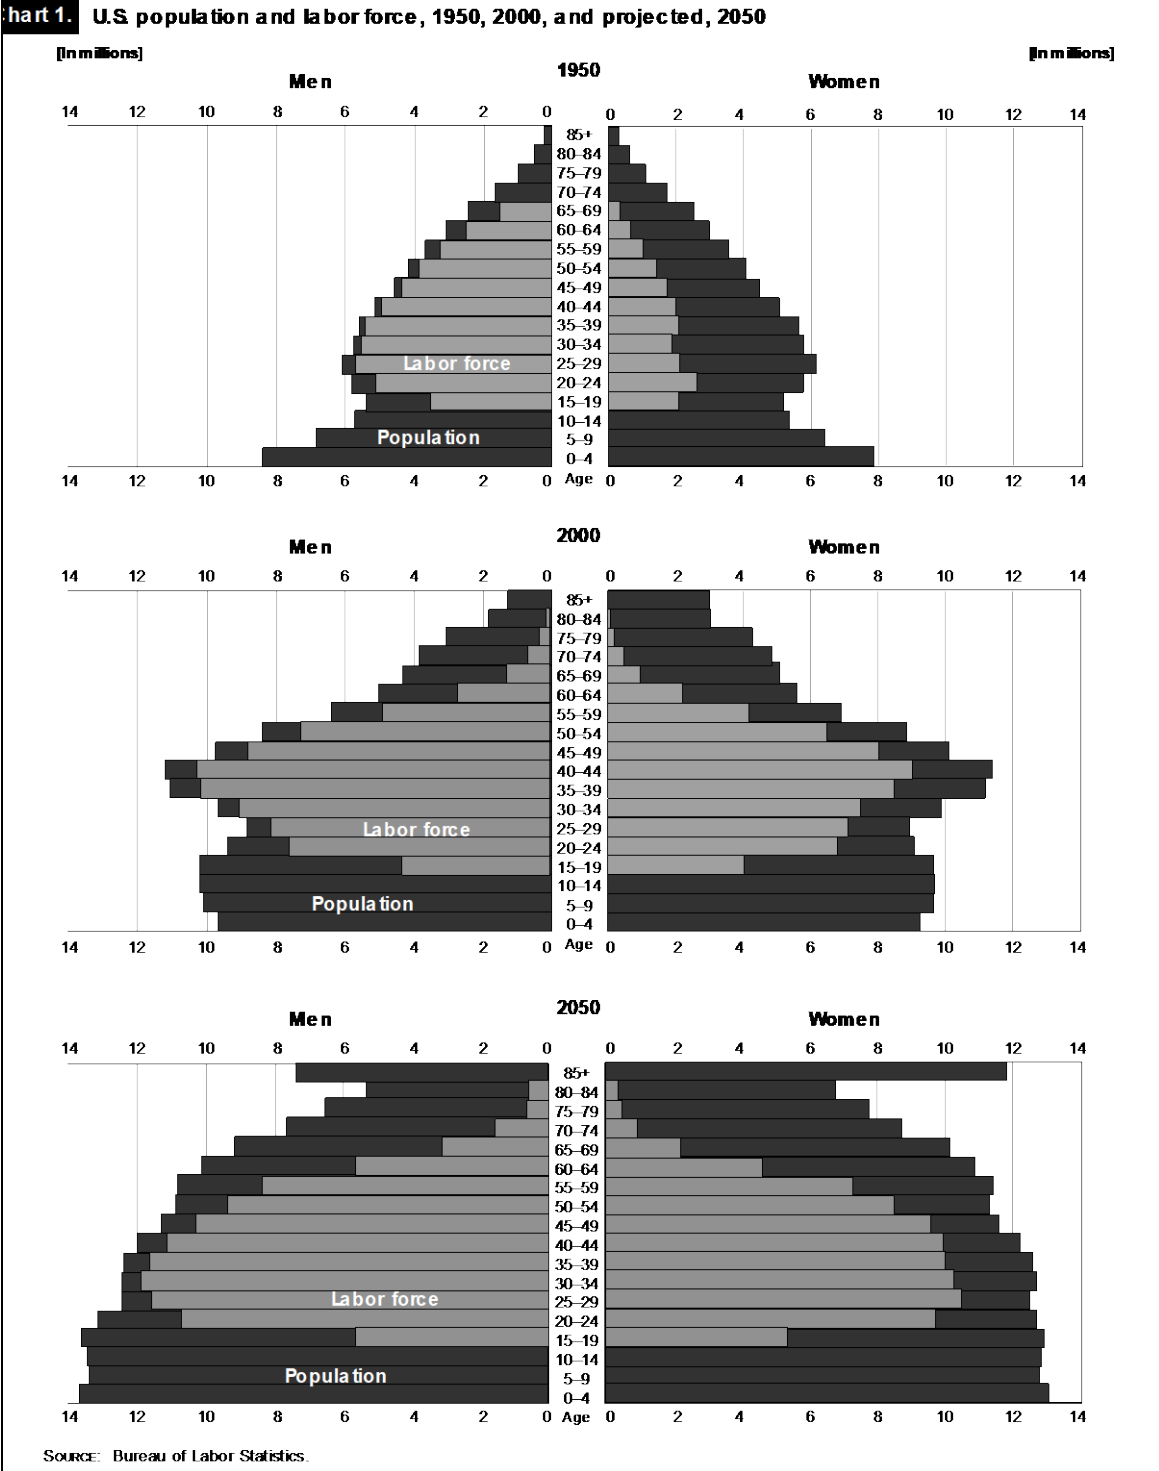 hart 1. U.S. population and labor force, 1950, 2000, and projected, 2050
[In millions] [In millions]
1950
Men Women
14 12 10 8 6 4 2 0 0 2 4 6 8 10 12 14
85+
80–84
75–79
70–74
65–69
60–64
55–59
50–54
45–49
40–44
35–39
30–34
Labor force 25–29
20–24
15–19
10–14
Population 5–9
0–4
14 12 10 8 6 4 2 0 Age 0 2 4 6 8 10 12 14
2000
Men Women
14 12 10 8 6 4 2 0 0 2 4 6 8 10 12 14
85+
80–84
75–79
70–74
65–69
60–64
55–59
50–54
45–49
40–44
35–39
30–34
Labor force 25–29
20–24
15–19
10–14
Population 5–9
0–4
14 12 10 8 6 4 2 0 Age 0 2 4 6 8 10 12 14
2050
Men Women
14 12 10 8 6 4 2 0 0 2 4 6 8 10 12 14
85+
80–84
75–79
70–74
65–69
60–64
55–59
50–54
45–49
40–44
35–39
30–34
Labor force 25–29
20–24
15–19
10–14
Population 5–9
0–4
14 12 10 8 6 4 2 0 Age 0 2 4 6 8 10 12 14
SOURCE: Bureau of Labor Statistics.